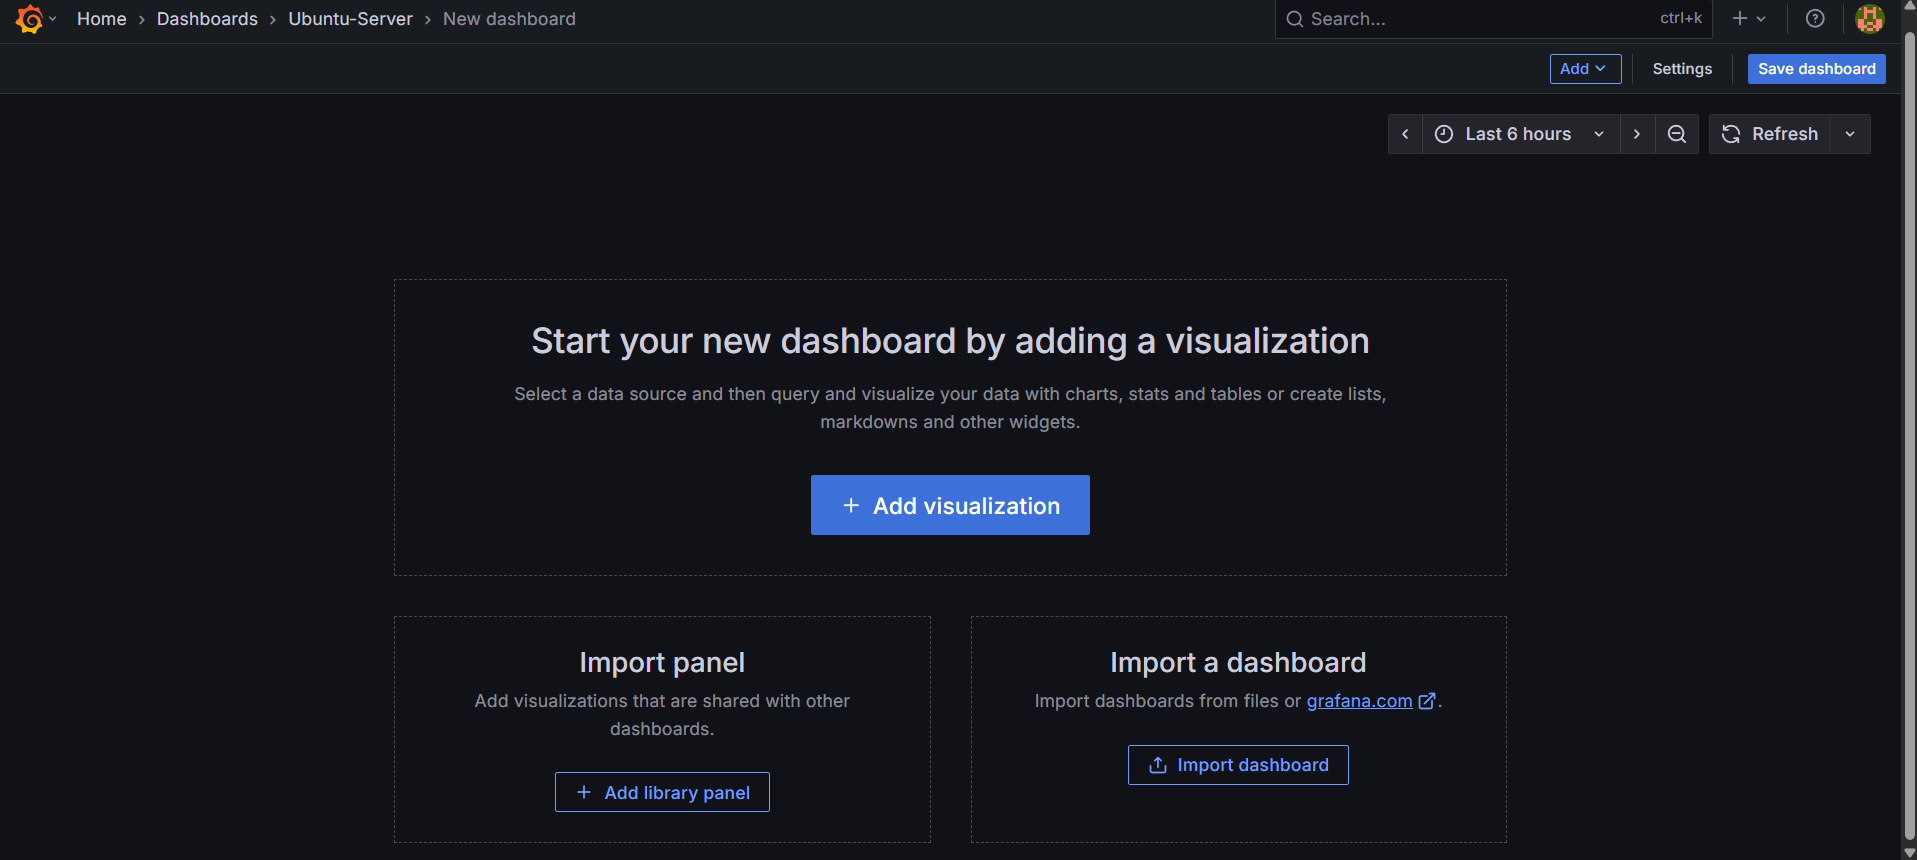 Home > Dashboards > Ubuntu-Server > New dashboard
Search...
ctrl+k
Add
Settings
Save dashboard
Last 6 hours
Refresh
Start your new dashboard by adding a visualization
Select a data source and then query and visualize your data with charts, stats and tables or create lists,
markdowns and other widgets.
+ Add visualization
Import panel
Add visualizations that are shared with other
dashboards.
+ Add library panel
Import a dashboard
Import dashboards from files or grafana.com.
Import dashboard